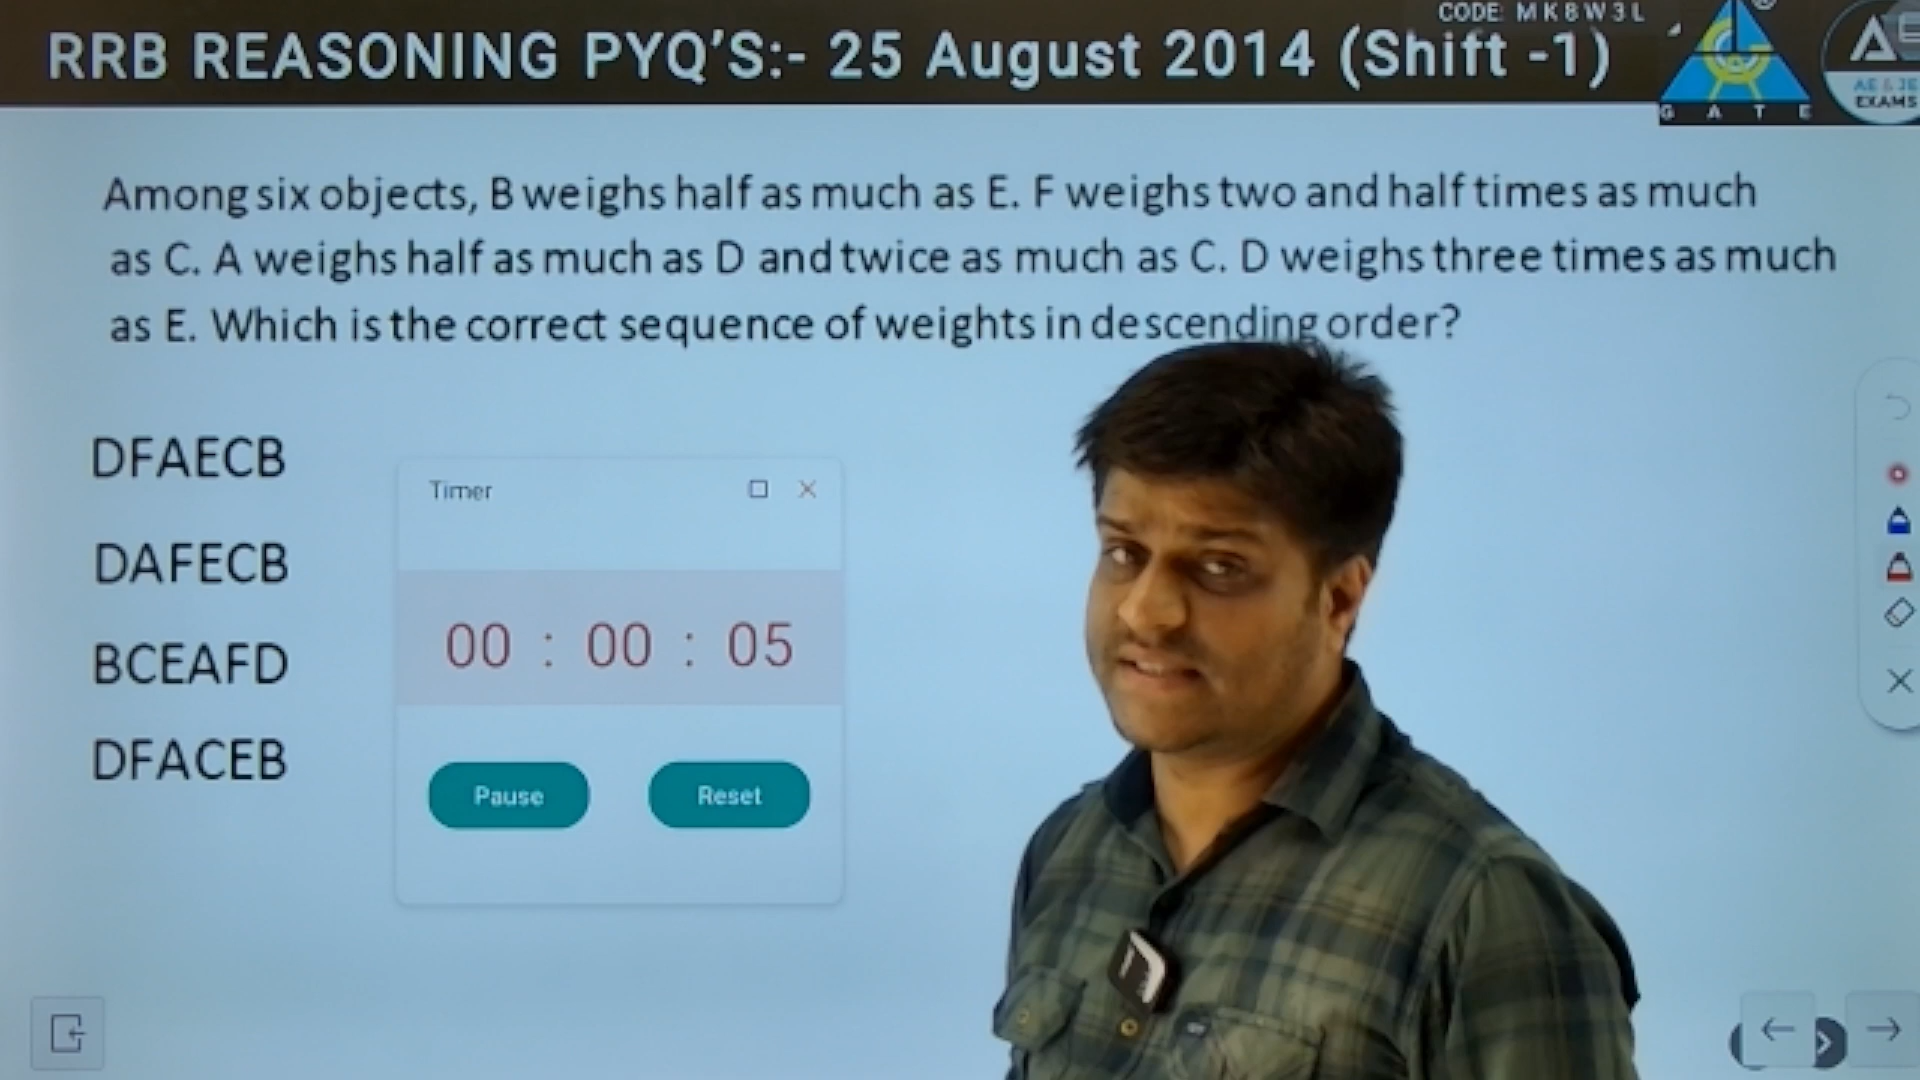 CODE: MK8W3L
RRB REASONING PYQ'S:- 25 August 2014 (Shift -1)
GATE
AE & JE
EXAMS
Among six objects, B weighs half as much as E. F weighs two and half times as much
as C. A weighs half as much as D and twice as much as C. D weighs three times as much
as E. Which is the correct sequence of weights in descending order?
DFAECB
DAFECB
BCEAFD
DFACEB
Timer
00 : 00 : 05
Pause
Reset